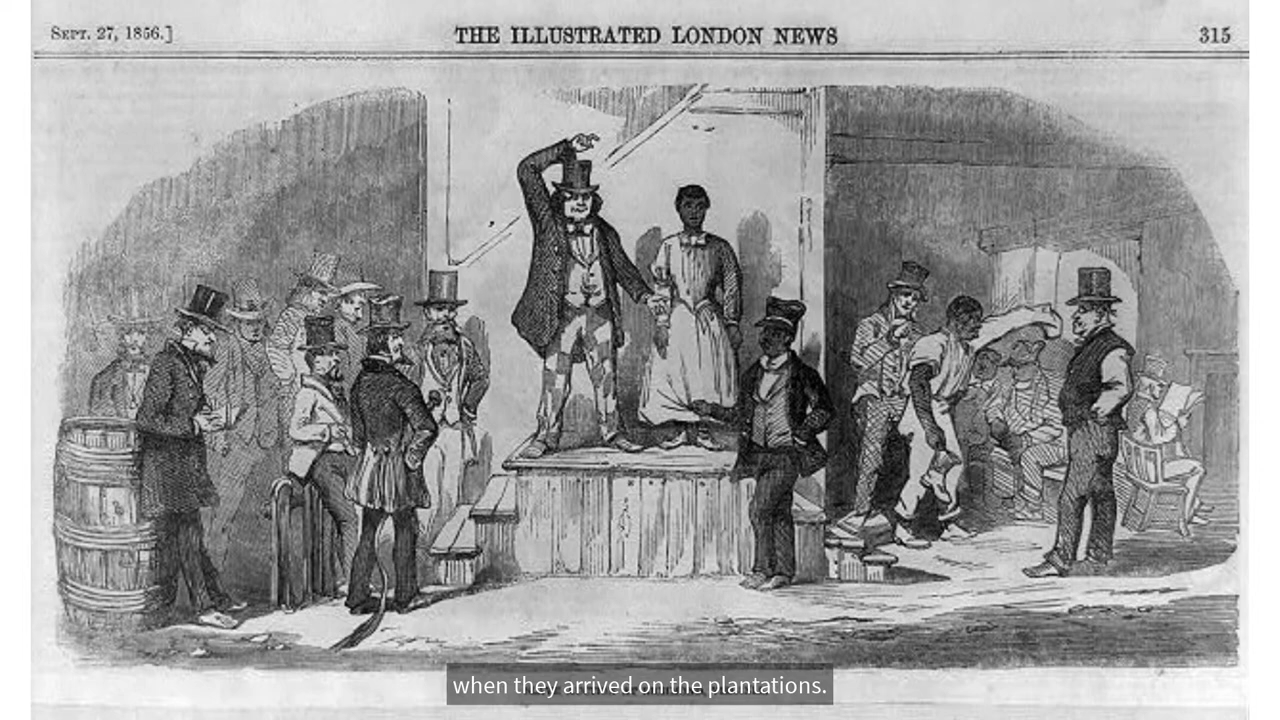 SEPT. 27, 1856.]
THE ILLUSTRATED LONDON NEWS
315
when they arrived on the plantations.